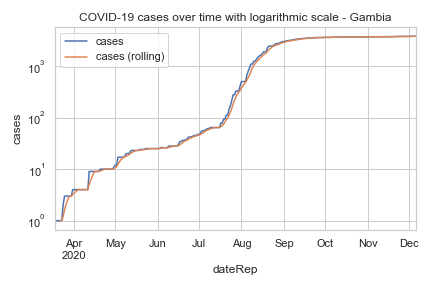 COVID-19 cases over time with logarithmic scale - Gambia
cases
cases (rolling)
10³
10²
10¹
10⁰
cases
Apr May Jun Jul Aug Sep Oct Nov Dec
2020
dateRep